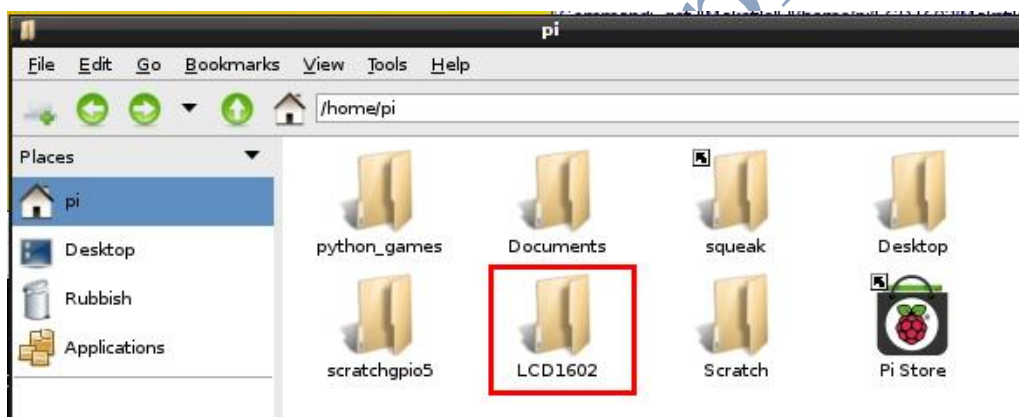 pi
File Edit Go Bookmarks View Tools Help
/home/pi
Places
pi
Desktop
Rubbish
Applications
python_games Documents squeak Desktop
scratchgpio5 LCD1602 Scratch Pi Store